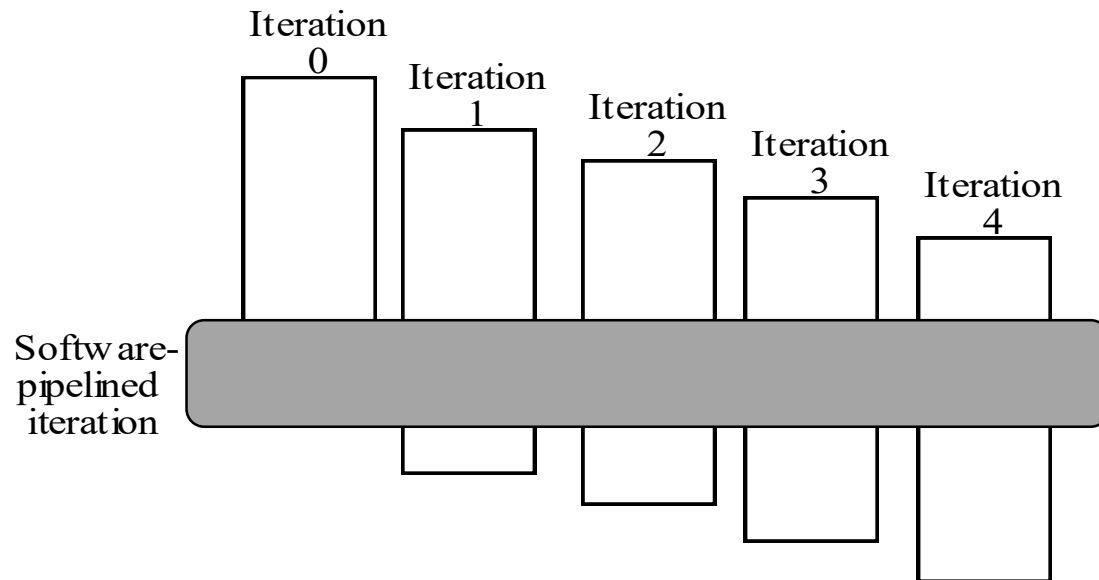 Iteration
0
Iteration
1
Iteration
2
Iteration
3
Iteration
4
Software-
pipelined
iteration